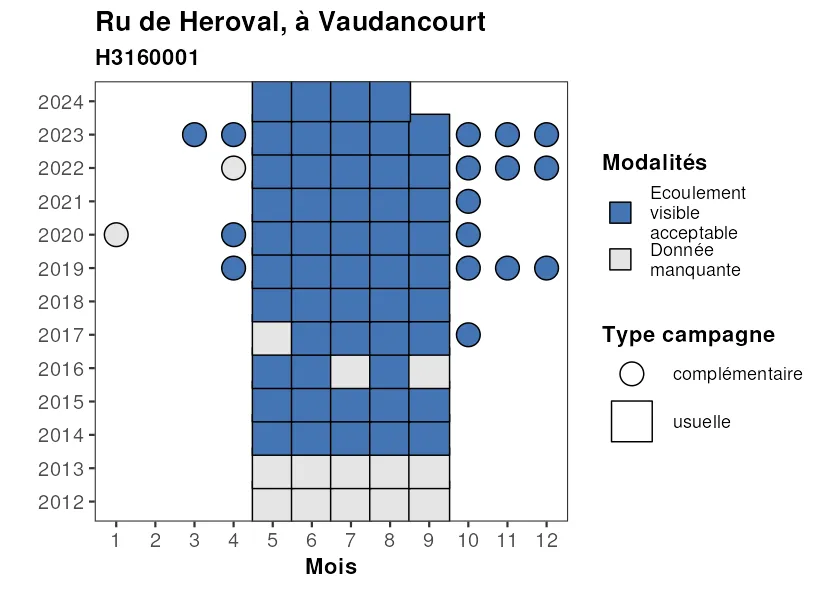 Ru de Heroval, à Vaudancourt
H3160001
2024
2023
2022
2021
2020
2019
2018
2017
2016
2015
2014
2013
2012
1 2 3 4 5 6 7 8 9 10 11 12
Mois
Modalités
Ecoulement
visible
acceptable
Donnée
manquante
Type campagne
complémentaire
usuelle